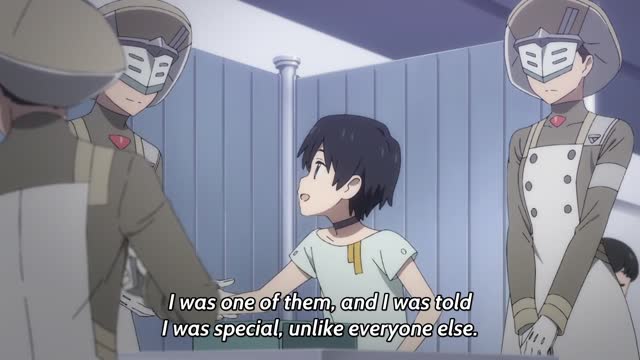 I was one of them, and I was told
I was special, unlike everyone else.